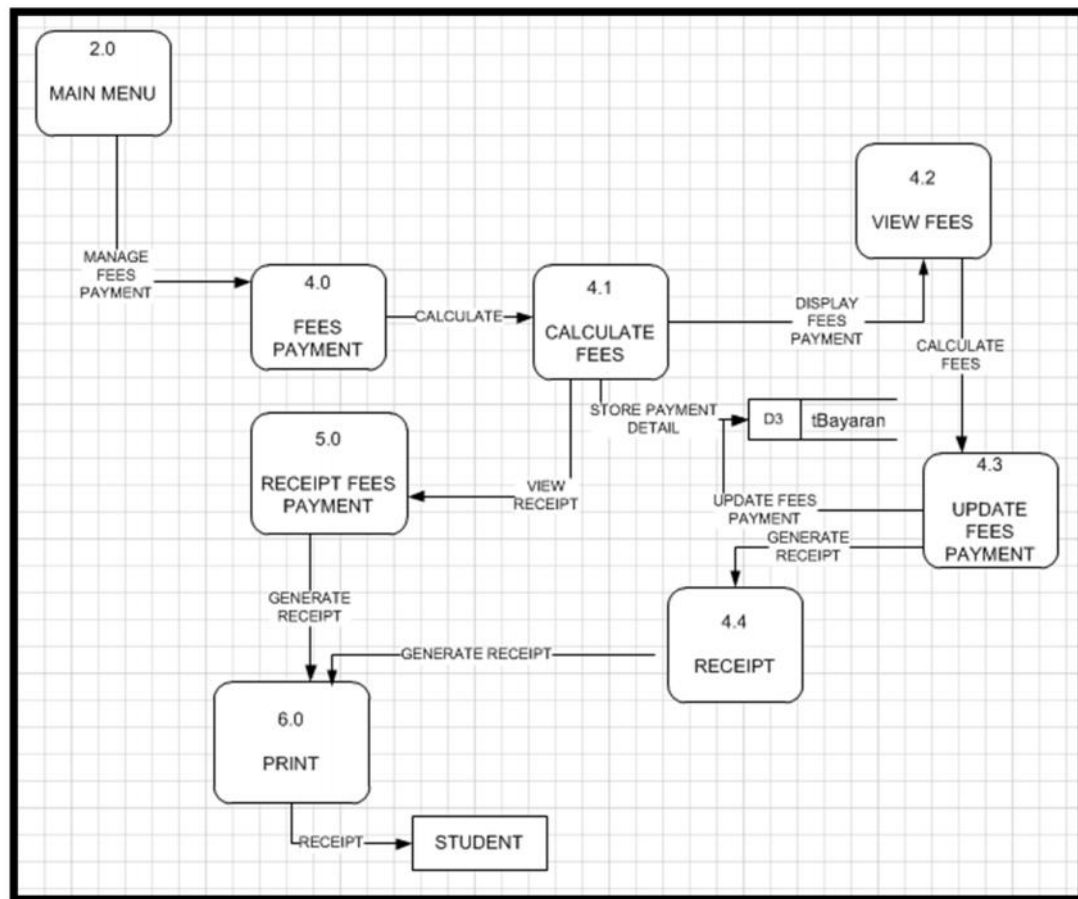 2.0
MAIN MENU
MANAGE
FEES
PAYMENT
4.0
FEES
PAYMENT
CALCULATE
4.1
CALCULATE
FEES
DISPLAY
FEES
PAYMENT
4.2
VIEW FEES
CALCULATE
FEES
STORE PAYMENT
DETAIL
D3
tBayaran
4.3
UPDATE
FEES
PAYMENT
UPDATE FEES
PAYMENT
GENERATE
RECEIPT
VIEW
RECEIPT
5.0
RECEIPT FEES
PAYMENT
GENERATE
RECEIPT
4.4
RECEIPT
GENERATE RECEIPT
6.0
PRINT
RECEIPT
STUDENT